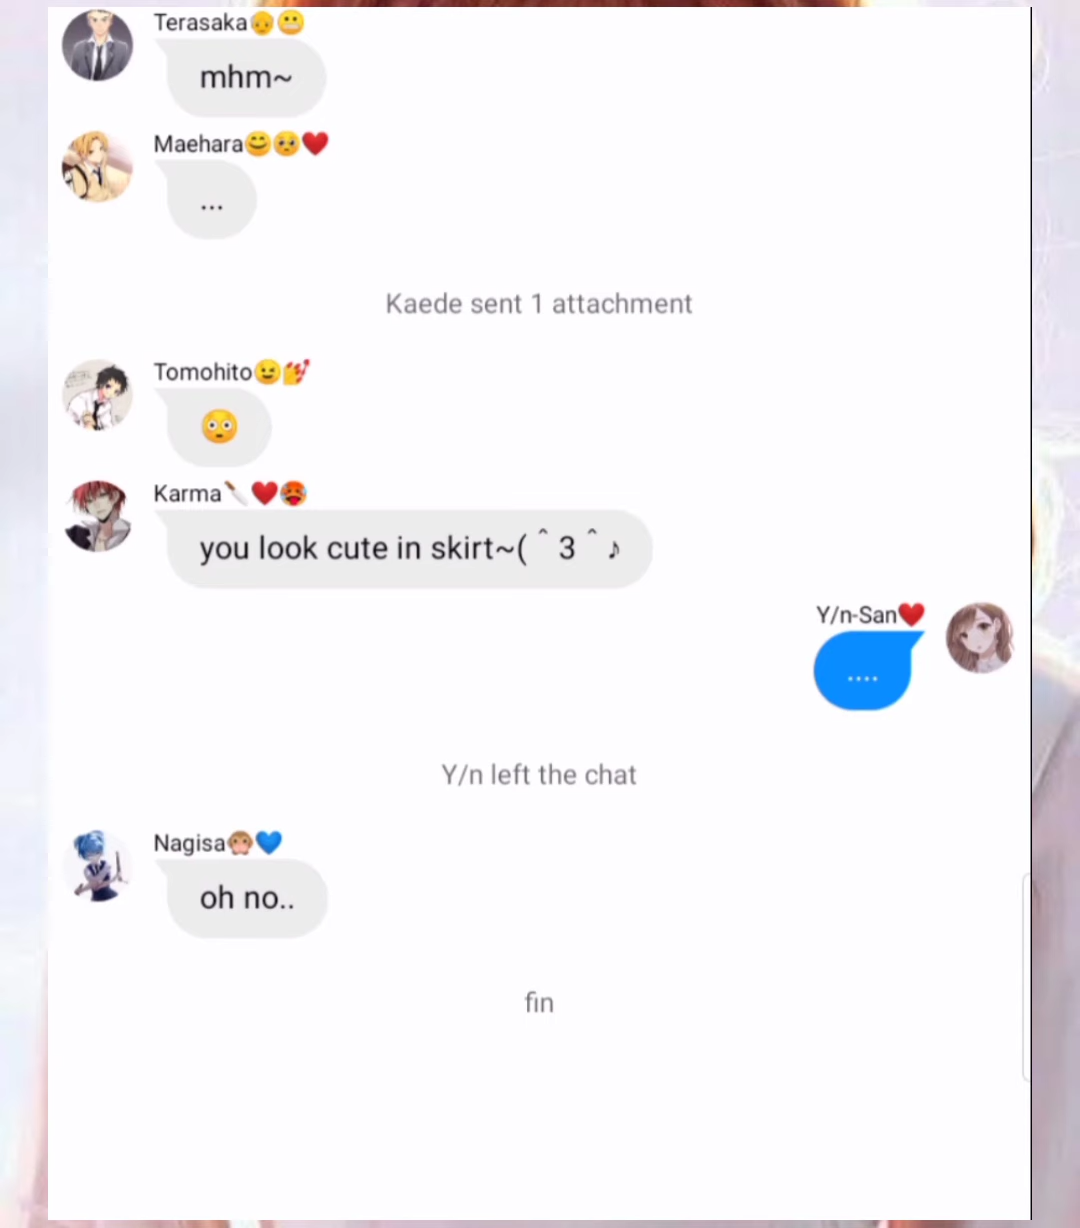 Terasaka👴😬
mhm~
Maehara😊🥺❤️
...
Kaede sent 1 attachment
Tomohito😉💅
😳
Karma🔪❤️🥵
you look cute in skirt~( ＾3＾♪
Y/n-San❤️
....
Y/n left the chat
Nagisa🙊💙
oh no..
fin